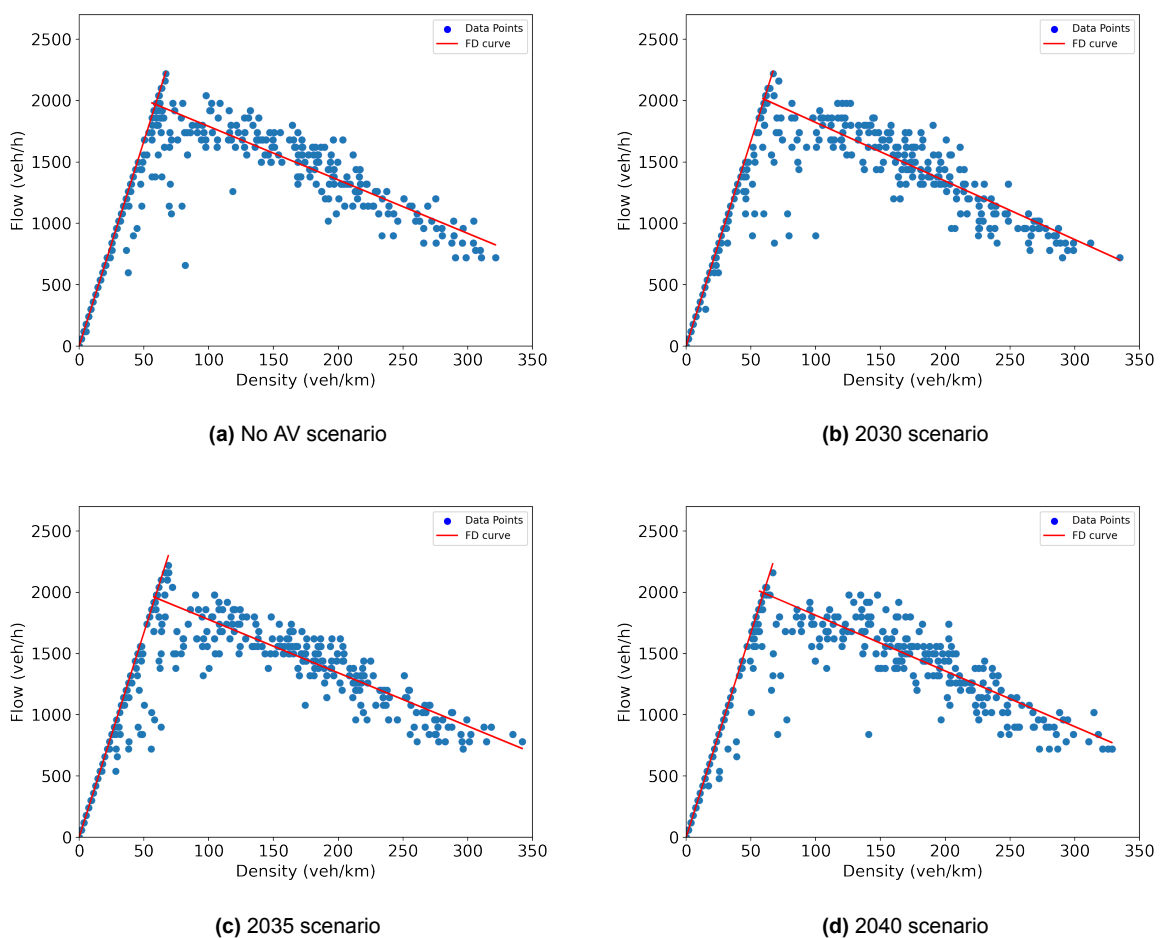 2500
2000
1500
1000
500
0
Flow (veh/h)
Data Points
FD curve
0 50 100 150 200 250 300 350
Density (veh/km)
(a) No AV scenario
2500
2000
1500
1000
500
0
Flow (veh/h)
Data Points
FD curve
0 50 100 150 200 250 300 350
Density (veh/km)
(b) 2030 scenario
2500
2000
1500
1000
500
0
Flow (veh/h)
Data Points
FD curve
0 50 100 150 200 250 300 350
Density (veh/km)
(c) 2035 scenario
2500
2000
1500
1000
500
0
Flow (veh/h)
Data Points
FD curve
0 50 100 150 200 250 300 350
Density (veh/km)
(d) 2040 scenario